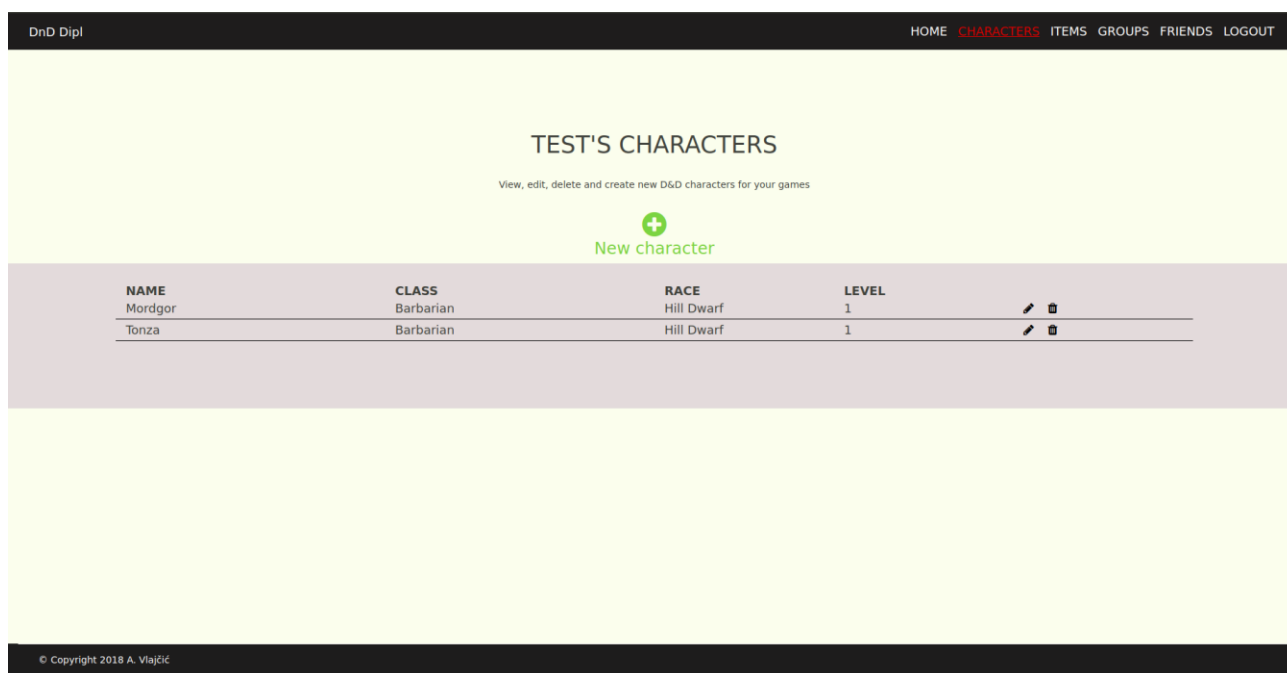 DnD Dipl HOME CHARACTERS ITEMS GROUPS FRIENDS LOGOUT
TEST'S CHARACTERS
View, edit, delete and create new D&D characters for your games
New character
NAME CLASS RACE LEVEL
Mordgor Barbarian Hill Dwarf 1
Tonza Barbarian Hill Dwarf 1
© Copyright 2018 A. Vlajčić